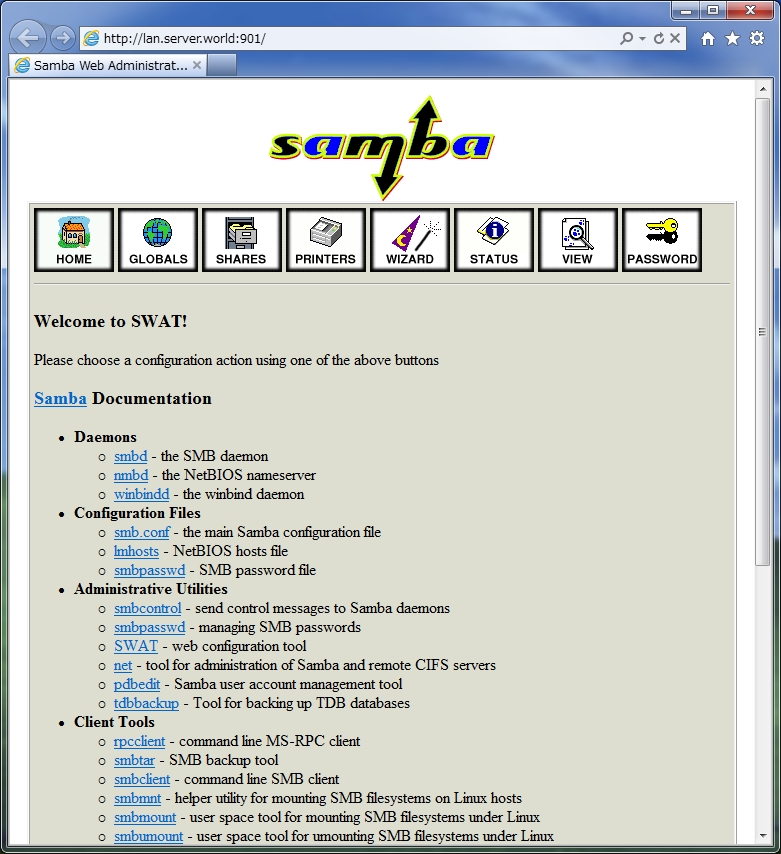 http://lan.server.world:901/
Samba Web Administrat...
samba
HOME GLOBALS SHARES PRINTERS WIZARD STATUS VIEW PASSWORD
Welcome to SWAT!
Please choose a configuration action using one of the above buttons
Samba Documentation
Daemons
smbd - the SMB daemon
nmbd - the NetBIOS nameserver
winbindd - the winbind daemon
Configuration Files
smb.conf - the main Samba configuration file
lmhosts - NetBIOS hosts file
smbpasswd - SMB password file
Administrative Utilities
smbcontrol - send control messages to Samba daemons
smbpasswd - managing SMB passwords
SWAT - web configuration tool
net - tool for administration of Samba and remote CIFS servers
pdbedit - Samba user account management tool
tdbbackup - Tool for backing up TDB databases
Client Tools
rpcclient - command line MS-RPC client
smbtar - SMB backup tool
smbclient - command line SMB client
smbmnt - helper utility for mounting SMB filesystems on Linux hosts
smbmount - user space tool for mounting SMB filesystems under Linux
smbumount - user space tool for umounting SMB filesystems under Linux